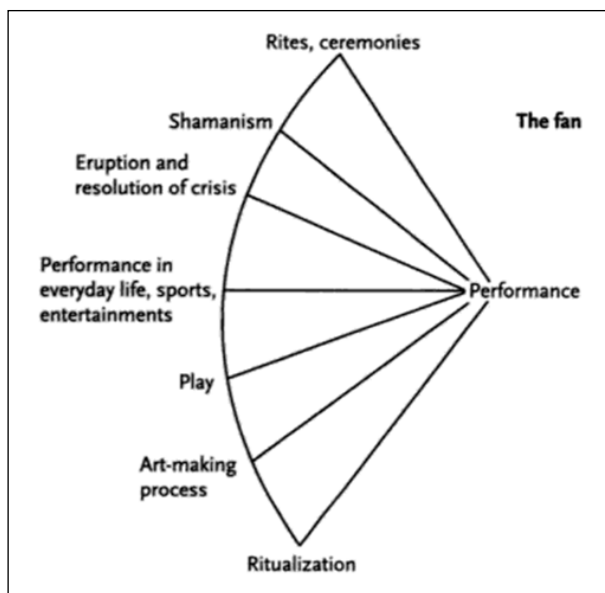 Rites, ceremonies
Shamanism
The fan
Eruption and
resolution of crisis
Performance in
everyday life, sports,
entertainments
Performance
Play
Art-making
process
Ritualization